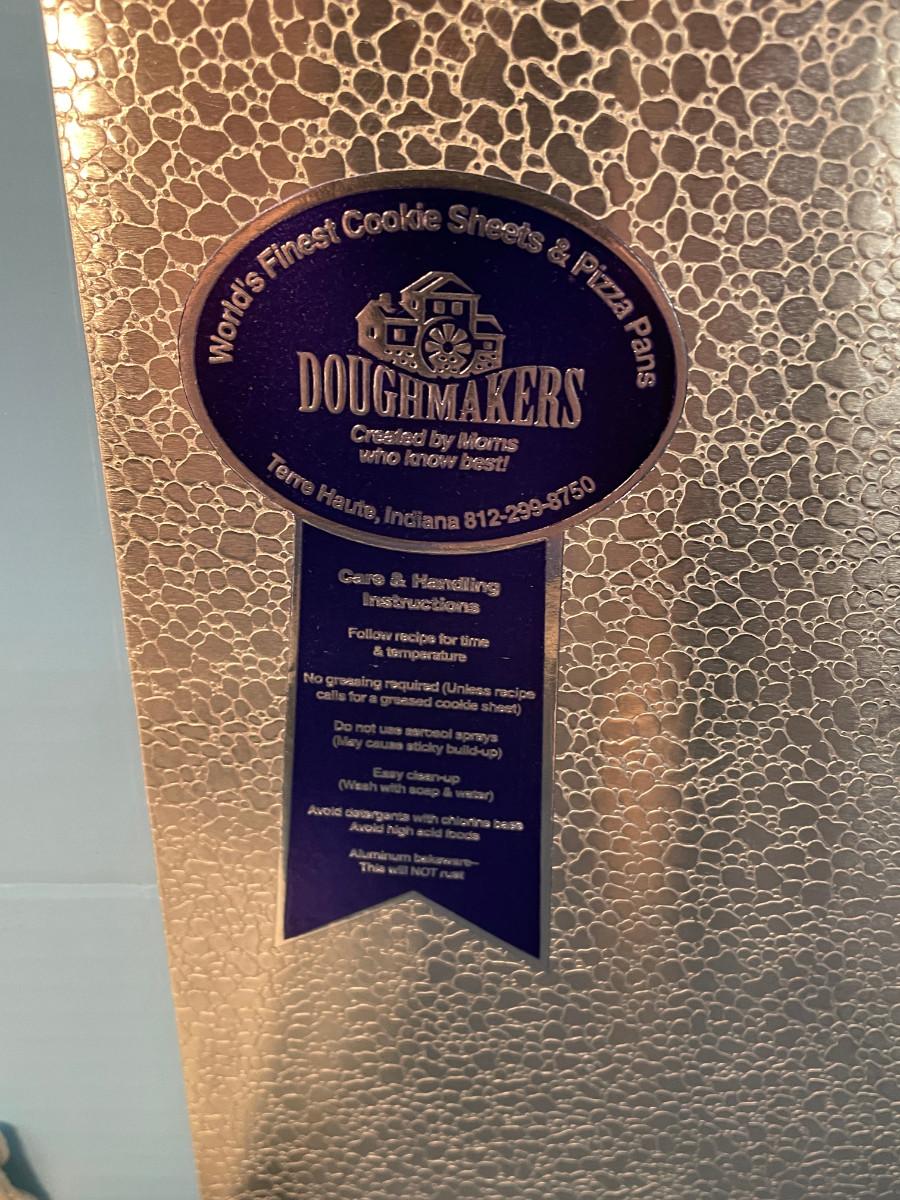 World's Finest Cookie Sheets & Pizza Pans
DOUGHMAKERS
Created by Moms
who know best!
Terre Haute, Indiana 812-299-8750
Care & Handling
Instructions
Follow recipe for time
& temperature
No greasing required (Unless recipe
calls for a greased cookie sheet)
Do not use aerosol sprays
(May cause sticky build-up)
Easy clean-up
(Wash with soap & water)
Avoid detergents with chlorine base
Avoid high acid foods
Aluminum bakeware–
This will NOT rust